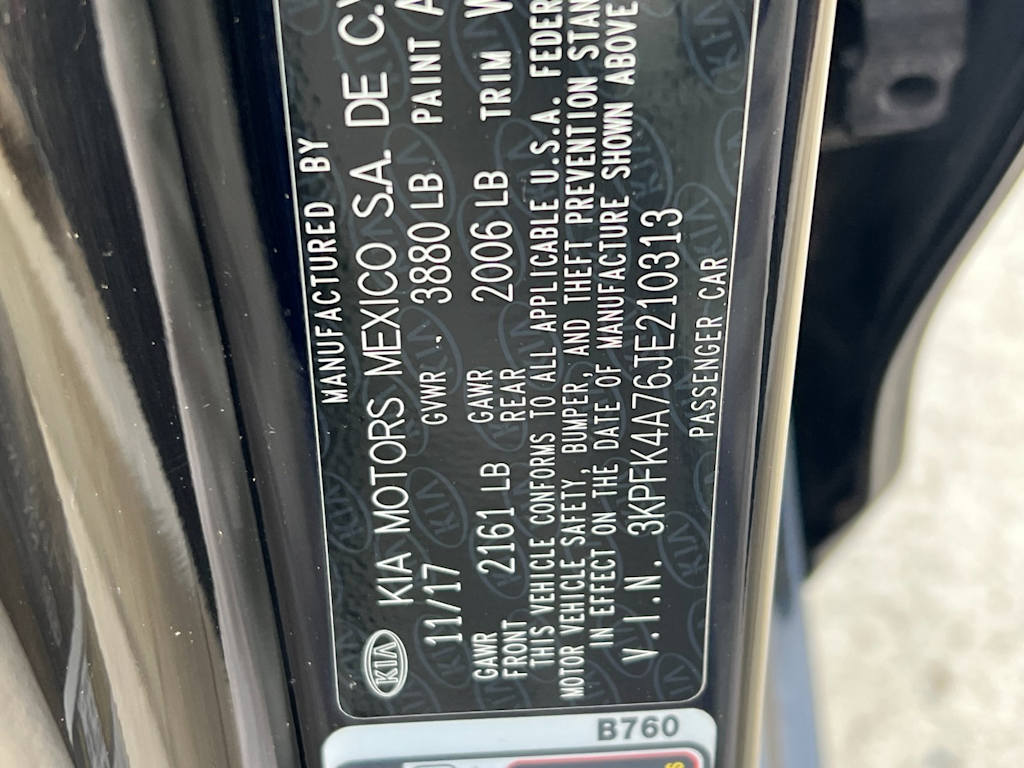 MANUFACTURED BY
KIA KIA MOTORS MEXICO S.A. DE C.V
11/17 GVWR 3880 LB PAINT A
GAWR FRONT 2161 LB GAWR REAR 2006 LB TRIM W
THIS VEHICLE CONFORMS TO ALL APPLICABLE U.S.A. FEDER
MOTOR VEHICLE SAFETY, BUMPER, AND THEFT PREVENTION STAN
IN EFFECT ON THE DATE OF MANUFACTURE SHOWN ABOVE
V.I.N. 3KPFK4A76JE210313
PASSENGER CAR
B760